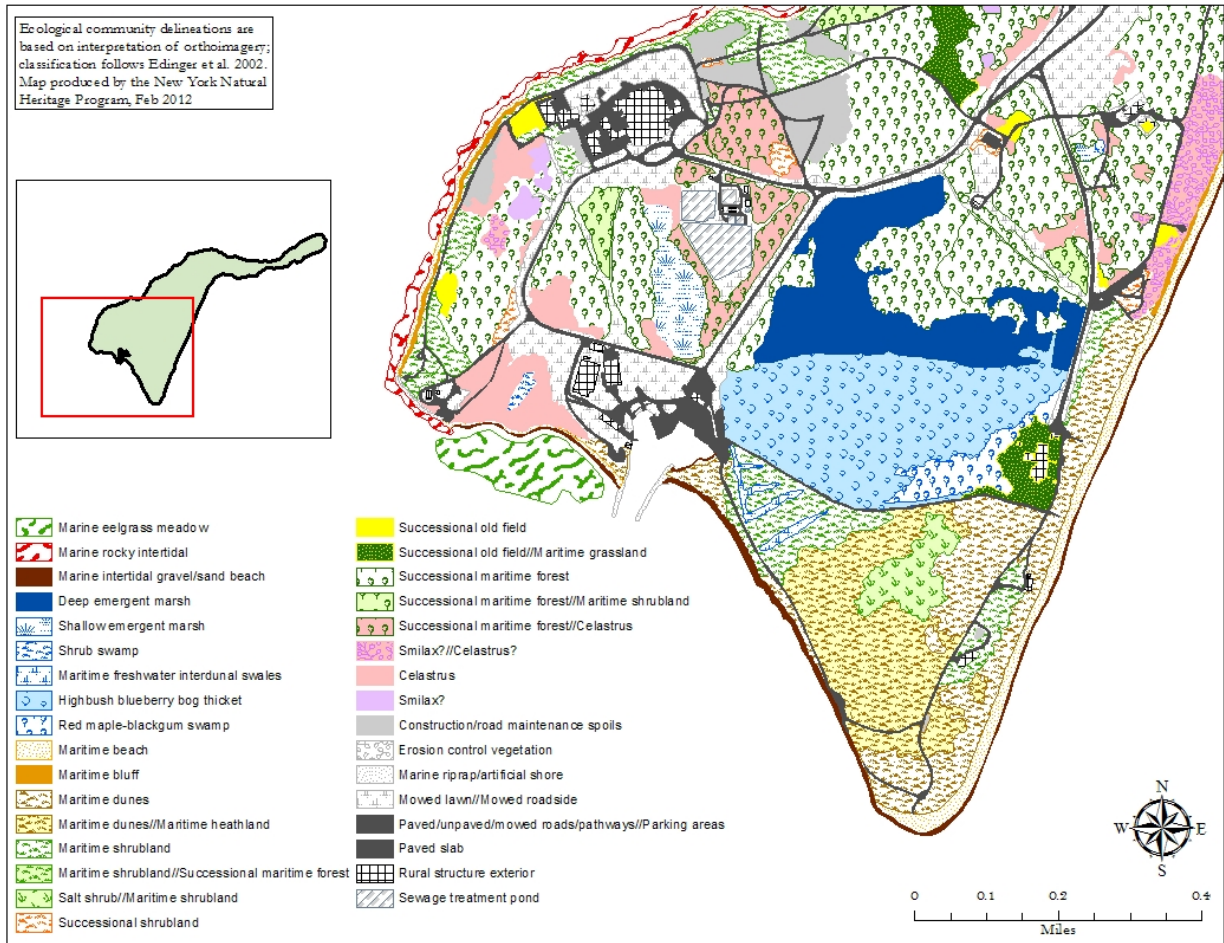 Ecological community delineations are
based on interpretation of orthoimagery;
classification follows Edinger et al. 2002.
Map produced by the New York Natural
Heritage Program, Feb 2012
Marine eelgrass meadow
Marine rocky intertidal
Marine intertidal gravel/sand beach
Deep emergent marsh
Shallow emergent marsh
Shrub swamp
Maritime freshwater interdunal swales
Highbush blueberry bog thicket
Red maple-blackgum swamp
Maritime beach
Maritime bluff
Maritime dunes
Maritime dunes//Maritime heathland
Maritime shrubland
Maritime shrubland//Successional maritime forest
Salt shrub//Maritime shrubland
Successional shrubland
Successional old field
Successional old field//Maritime grassland
Successional maritime forest
Successional maritime forest//Maritime shrubland
Successional maritime forest//Celastrus
Smilax?//Celastrus?
Celastrus
Smilax?
Construction/road maintenance spoils
Erosion control vegetation
Marine riprap/artificial shore
Mowed lawn//Mowed roadside
Paved/unpaved/mowed roads/pathways//Parking areas
Paved slab
Rural structure exterior
Sewage treatment pond
N
W E
S
0 0.1 0.2 0.4
Miles